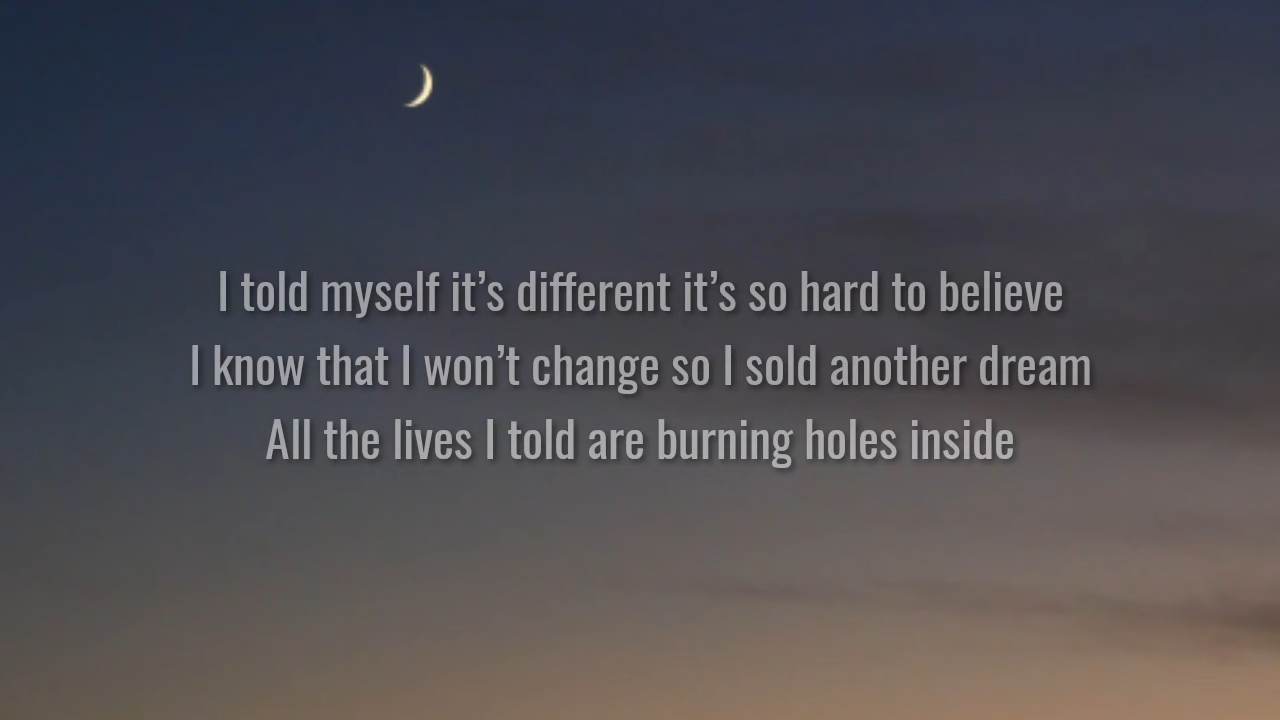 I told myself it’s different it’s so hard to believe
I know that I won’t change so I sold another dream
All the lives I told are burning holes inside